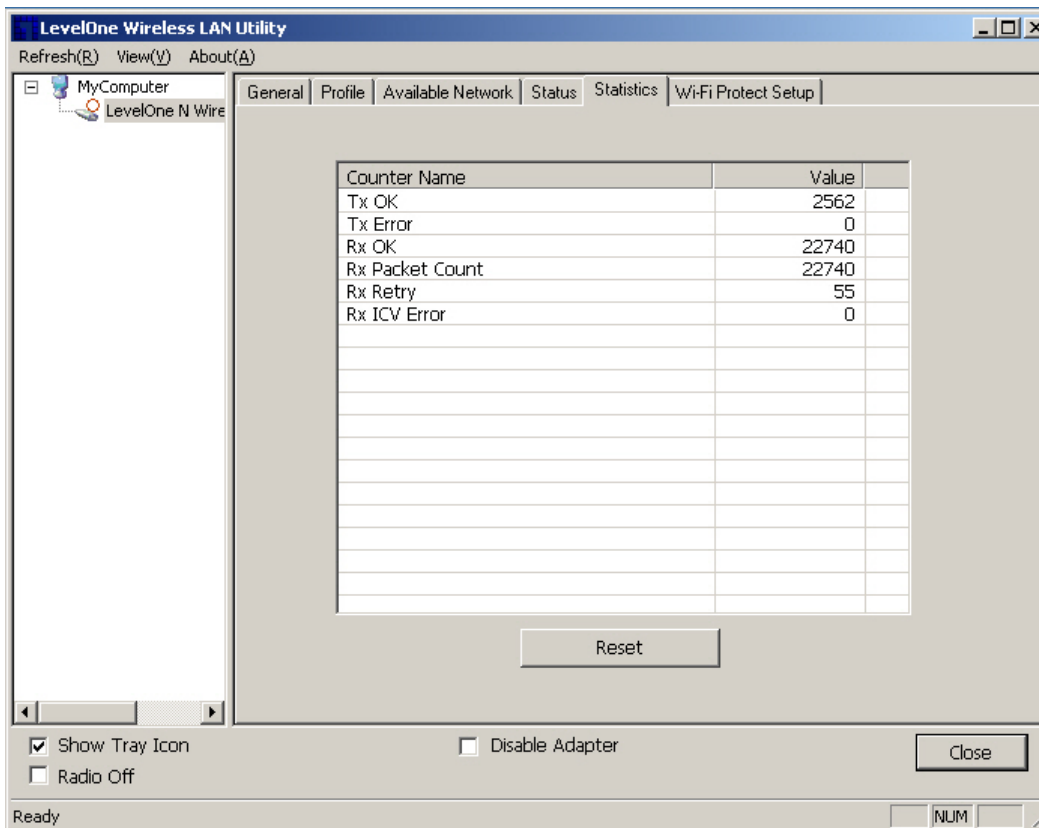 LevelOne Wireless LAN Utility
Refresh(R) View(V) About(A)
MyComputer
LevelOne N Wire
General Profile Available Network Status Statistics Wi-Fi Protect Setup
Counter Name Value
Tx OK 2562
Tx Error 0
Rx OK 22740
Rx Packet Count 22740
Rx Retry 55
Rx ICV Error 0
Reset
Show Tray Icon Disable Adapter Close
Radio Off
Ready NUM